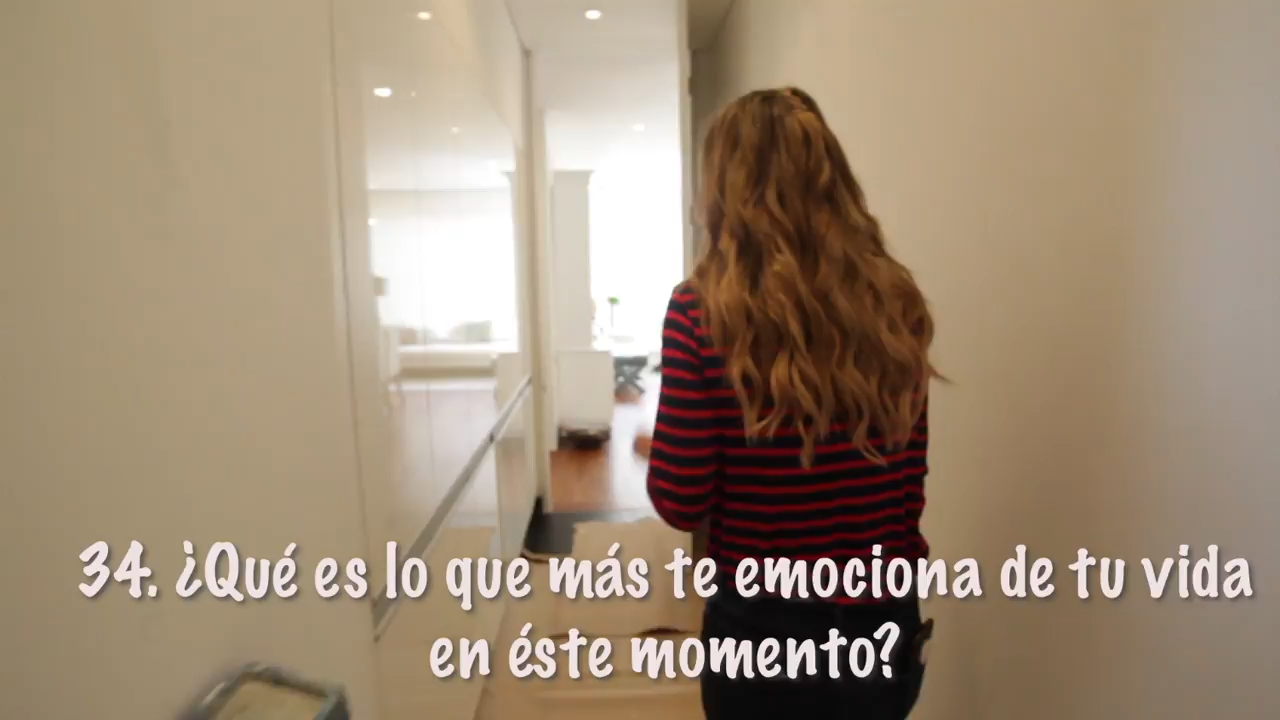 34. ¿Qué es lo que más te emociona de tu vida
en éste momento?